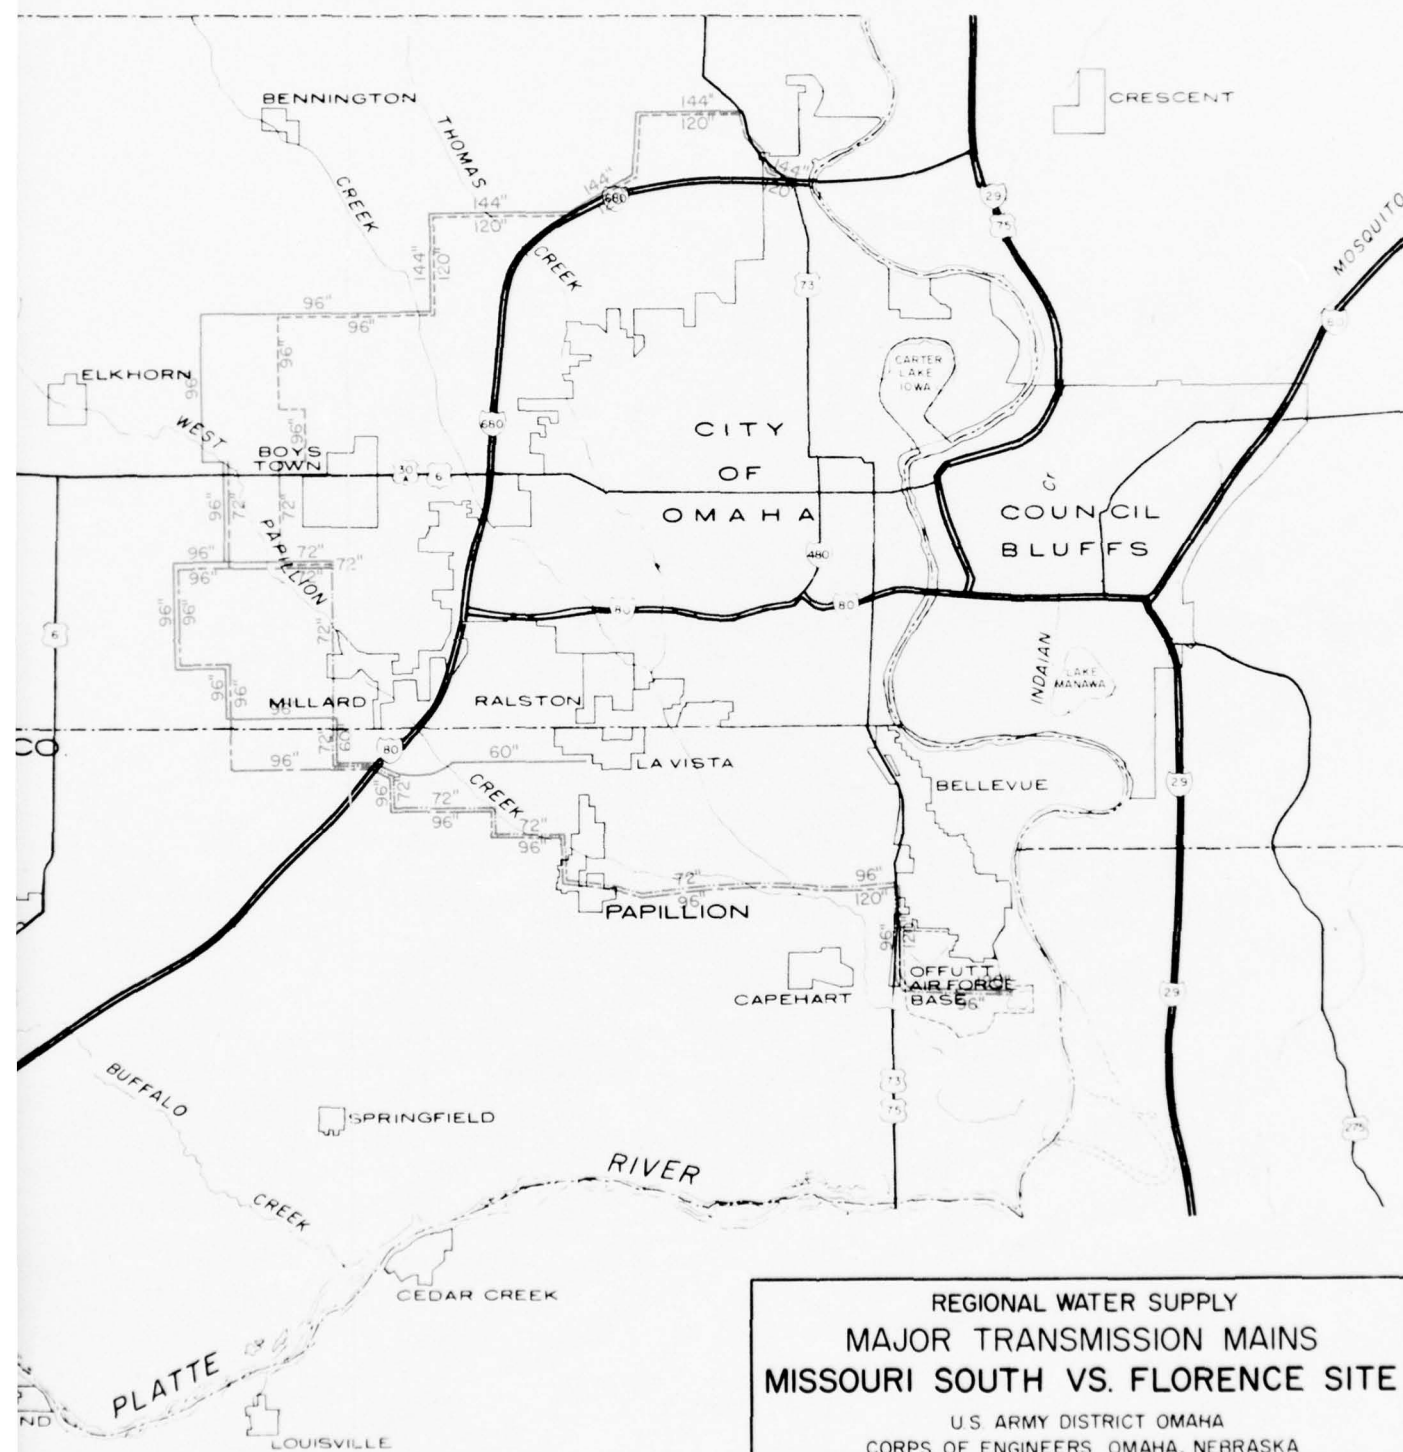 144"
120"
BENNINGTON
CRESCENT
THOMAS
CREEK
144"
120"
144"
680
144"
120"
CREEK
29
75
MOSQUITO
144"
120"
96"
96"
73
80
96"
ELKHORN
96"
CARTER
LAKE
IOWA
WEST
BOYS
TOWN
96"
680
CITY
OF
OMAHA
30
6
96"
72"
72"
Cr
COUNCIL
BLUFFS
PAPILLION
96"
72"
72"
96"
72"
480
96"
96"
80
80
6
72"
INDAIAN
LAKE
MANAWA
96"
96"
MILLARD
96"
RALSTON
CO
72"
60"
80
60"
96"
LA VISTA
29
BELLEVUE
96"
72"
CREEK
72"
96"
72"
96"
72"
96"
96"
120"
PAPILLION
96"
120"
OFFUTT
AIR FORCE
BASE
96"
CAPEHART
29
BUFFALO
73
75
SPRINGFIELD
275
RIVER
CREEK
CEDAR CREEK
PLATTE
ND
LOUISVILLE
REGIONAL WATER SUPPLY
MAJOR TRANSMISSION MAINS
MISSOURI SOUTH VS. FLORENCE SITE
U.S. ARMY DISTRICT OMAHA
CORPS OF ENGINEERS OMAHA, NEBRASKA